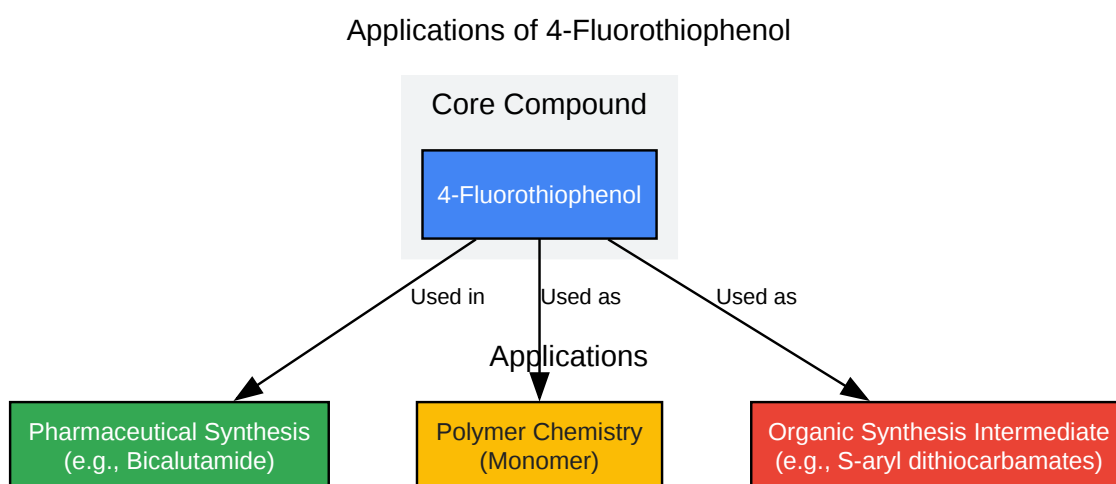 Applications of 4-Fluorothiophenol
Core Compound
4-Fluorothiophenol
Used in
Used as
Used as
Applications
Pharmaceutical Synthesis
(e.g., Bicalutamide)
Polymer Chemistry
(Monomer)
Organic Synthesis Intermediate
(e.g., S-aryl dithiocarbamates)